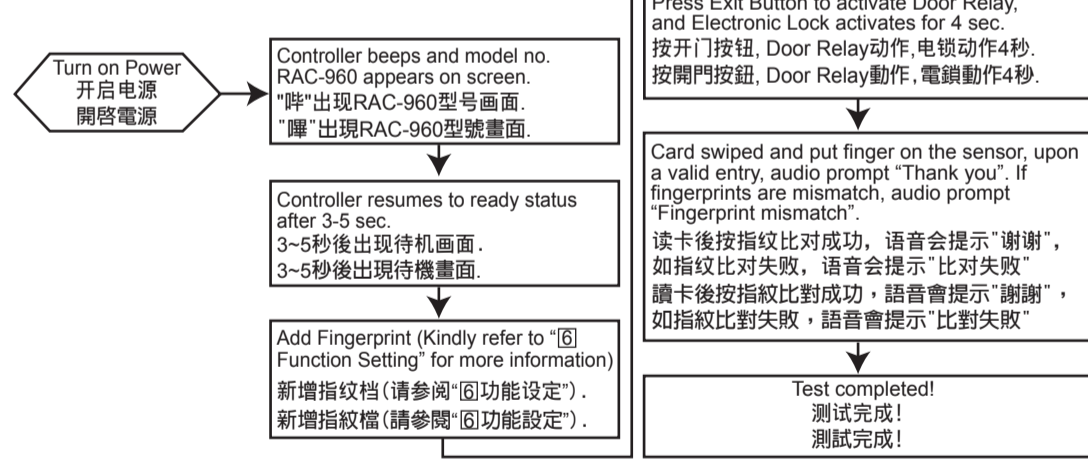 Turn on Power
开启电源
開啓電源
Controller beeps and model no.
RAC-960 appears on screen.
"哔"出现RAC-960型号画面.
"嗶"出現RAC-960型號畫面.
Controller resumes to ready status
after 3-5 sec.
3~5秒後出现待机画面.
3~5秒後出現待機畫面.
Add Fingerprint (Kindly refer to “6
Function Setting” for more information)
新增指纹档(请参阅“6功能设定”).
新增指紋檔(請參閱“6功能設定”).
Press Exit Button to activate Door Relay,
and Electronic Lock activates for 4 sec.
按开门按钮, Door Relay动作,电锁动作4秒.
按開門按鈕, Door Relay動作,電鎖動作4秒.
Card swiped and put finger on the sensor, upon
a valid entry, audio prompt “Thank you”. If
fingerprints are mismatch, audio prompt
“Fingerprint mismatch”.
读卡後按指纹比对成功，语音会提示"谢谢"，
如指纹比对失败，语音会提示"比对失败"
讀卡後按指紋比對成功，語音會提示"謝謝"，
如指紋比對失敗，語音會提示"比對失敗"
Test completed!
测试完成!
測試完成!